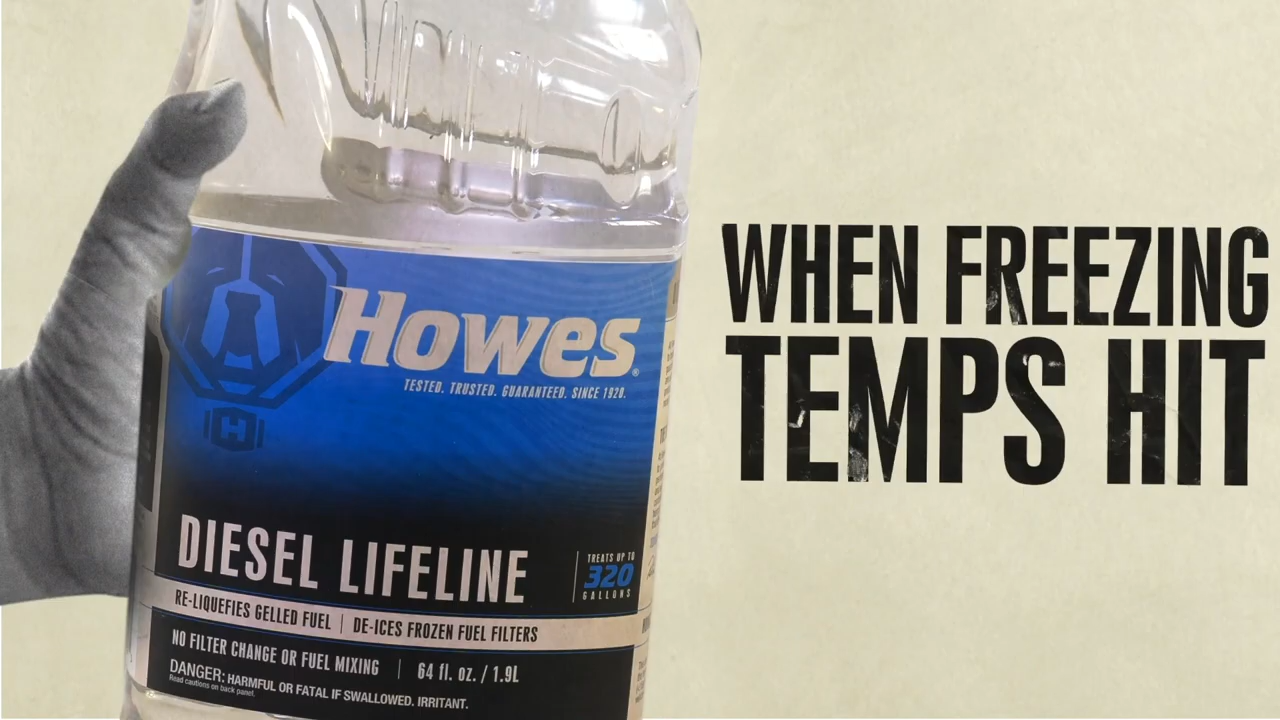 Howes®
TESTED. TRUSTED. GUARANTEED. SINCE 1920.
H
DIESEL LIFELINE
TREATS UP TO
320
GALLONS
RE-LIQUEFIES GELLED FUEL | DE-ICES FROZEN FUEL FILTERS
NO FILTER CHANGE OR FUEL MIXING | 64 fl. oz. / 1.9L
DANGER: HARMFUL OR FATAL IF SWALLOWED. IRRITANT.
Read cautions on back panel.
WHEN FREEZING
TEMPS HIT